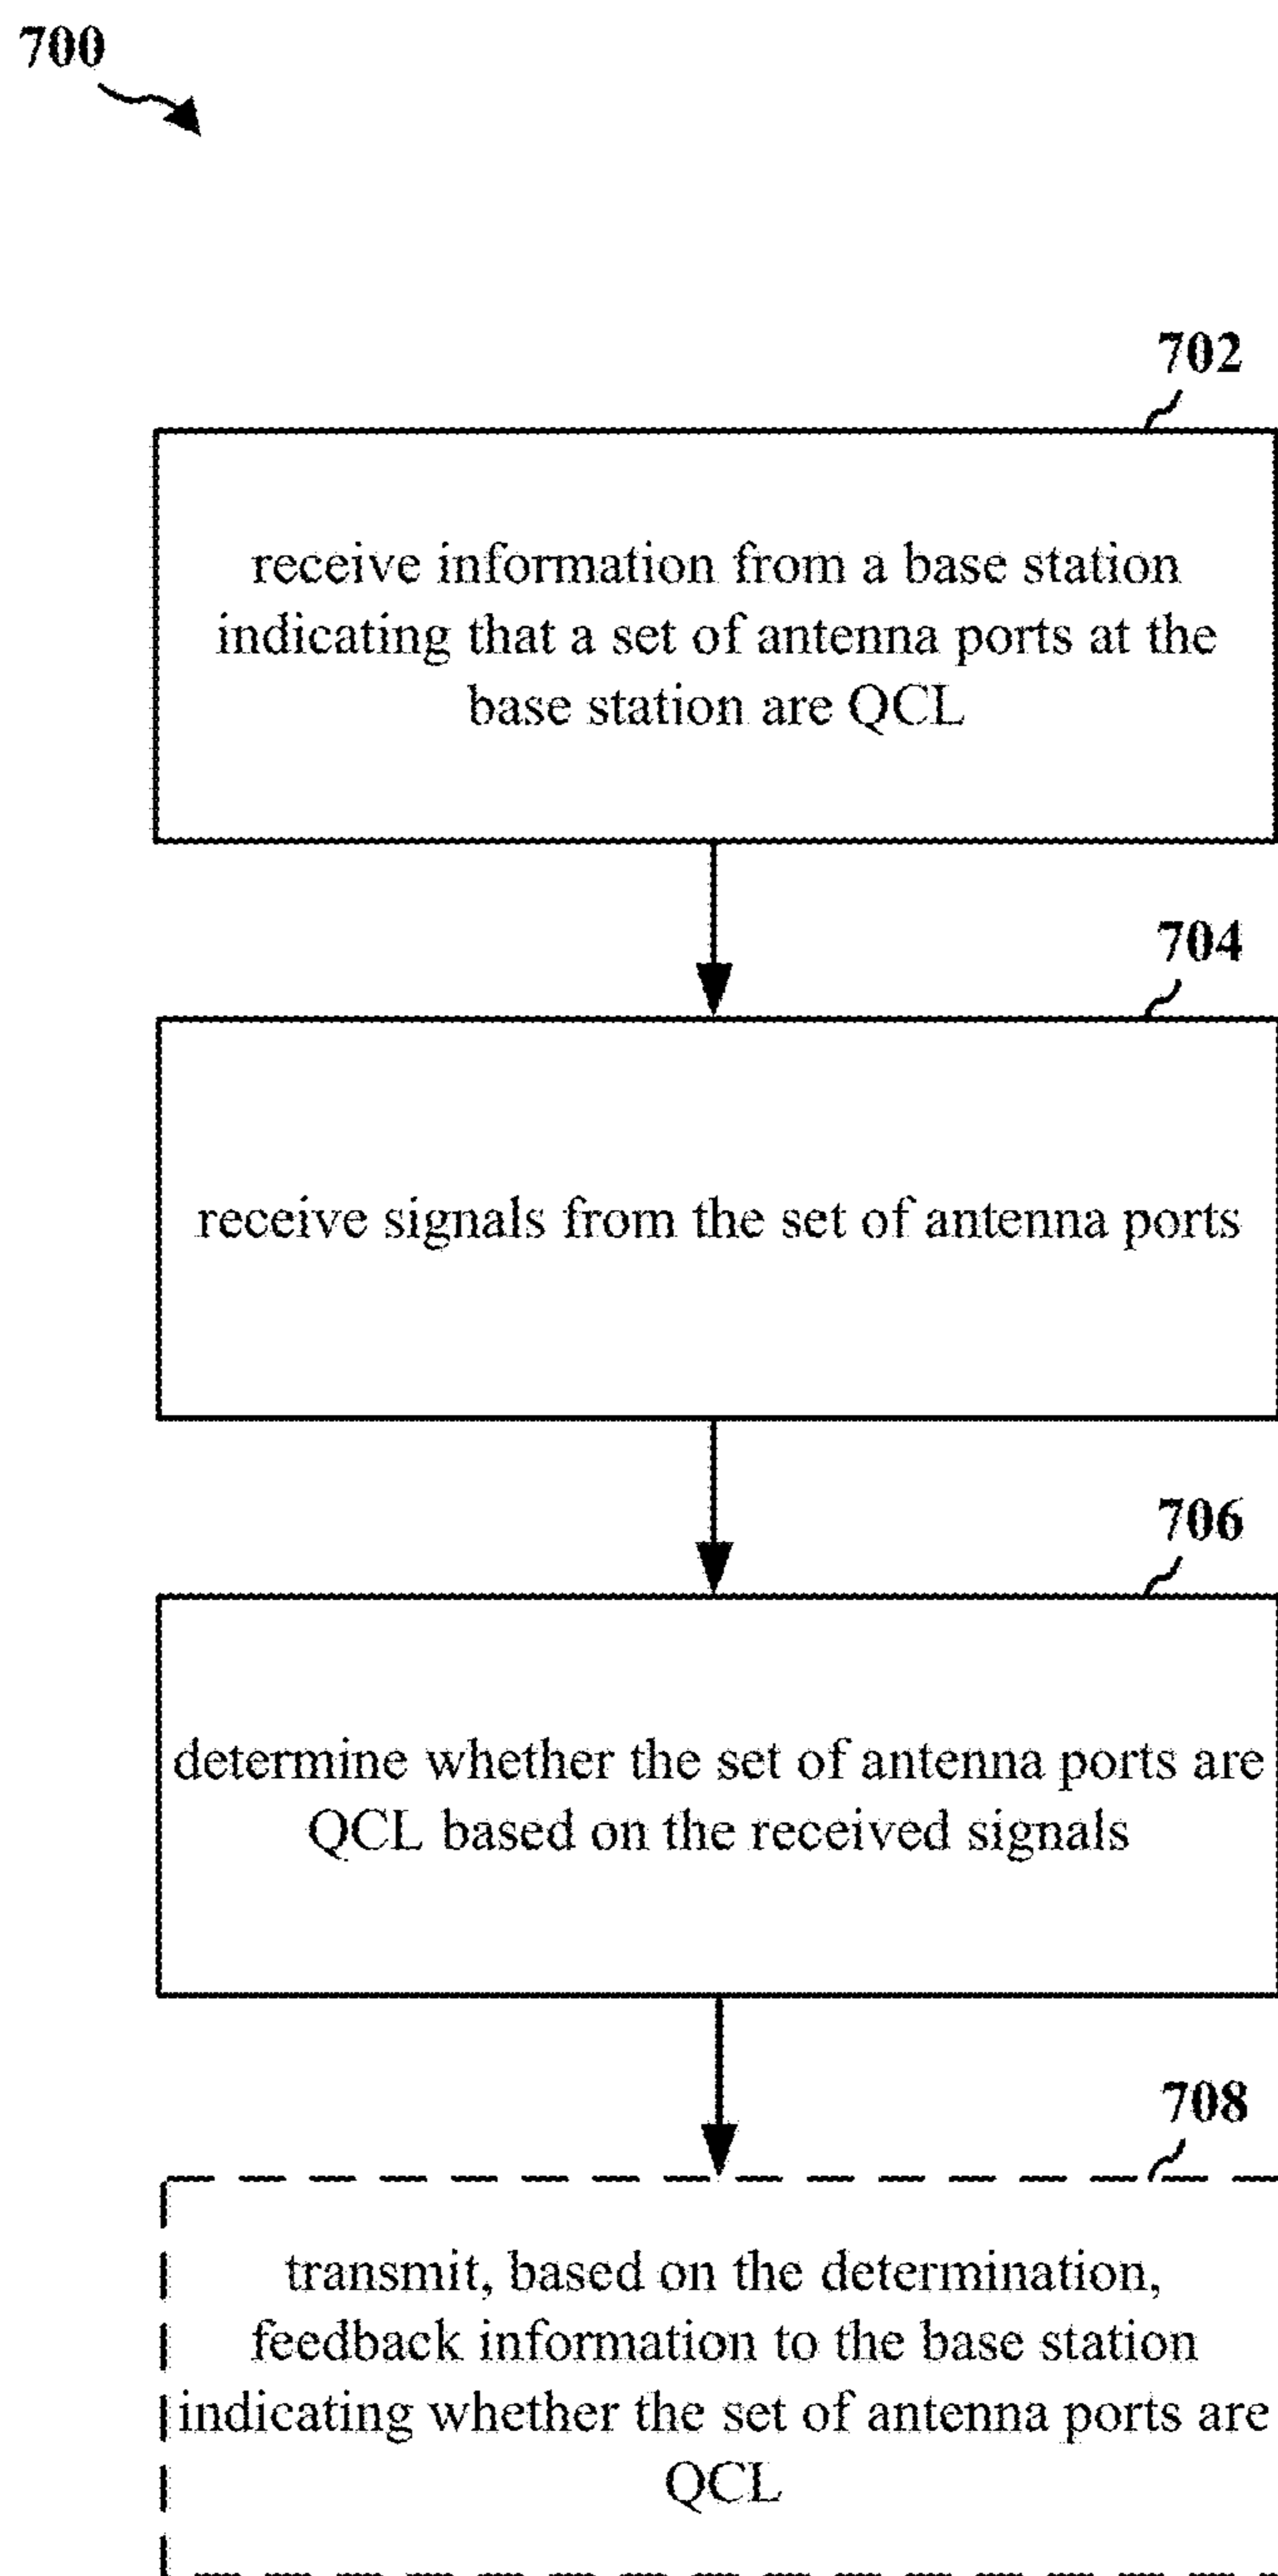 700
702
receive information from a base station
indicating that a set of antenna ports at the
base station are QCL
704
receive signals from the set of antenna ports
706
determine whether the set of antenna ports are
QCL based on the received signals
708
transmit, based on the determination,
feedback information to the base station
indicating whether the set of antenna ports are
QCL